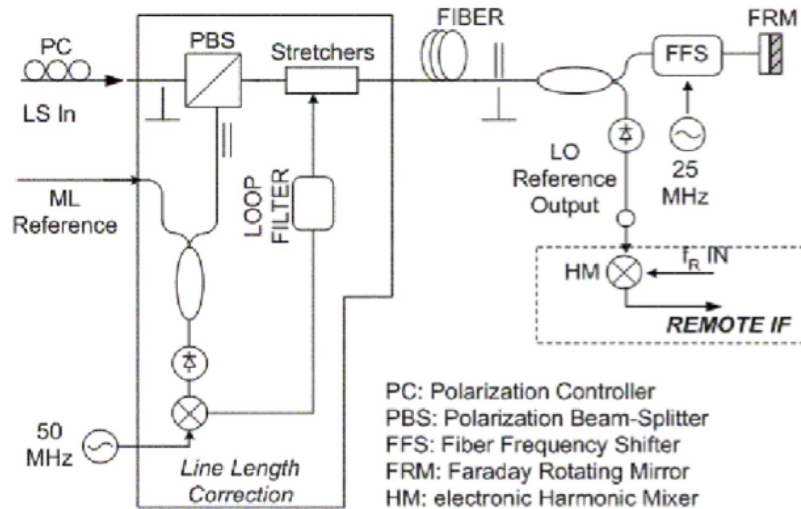 PC
LS In
PBS
Stretchers
FIBER
FFS
FRM
25
MHz
LO
Reference
Output
ML
Reference
LOOP
FILTER
HM
f_R IN
REMOTE IF
50
MHz
Line Length
Correction
PC: Polarization Controller
PBS: Polarization Beam-Splitter
FFS: Fiber Frequency Shifter
FRM: Faraday Rotating Mirror
HM: electronic Harmonic Mixer